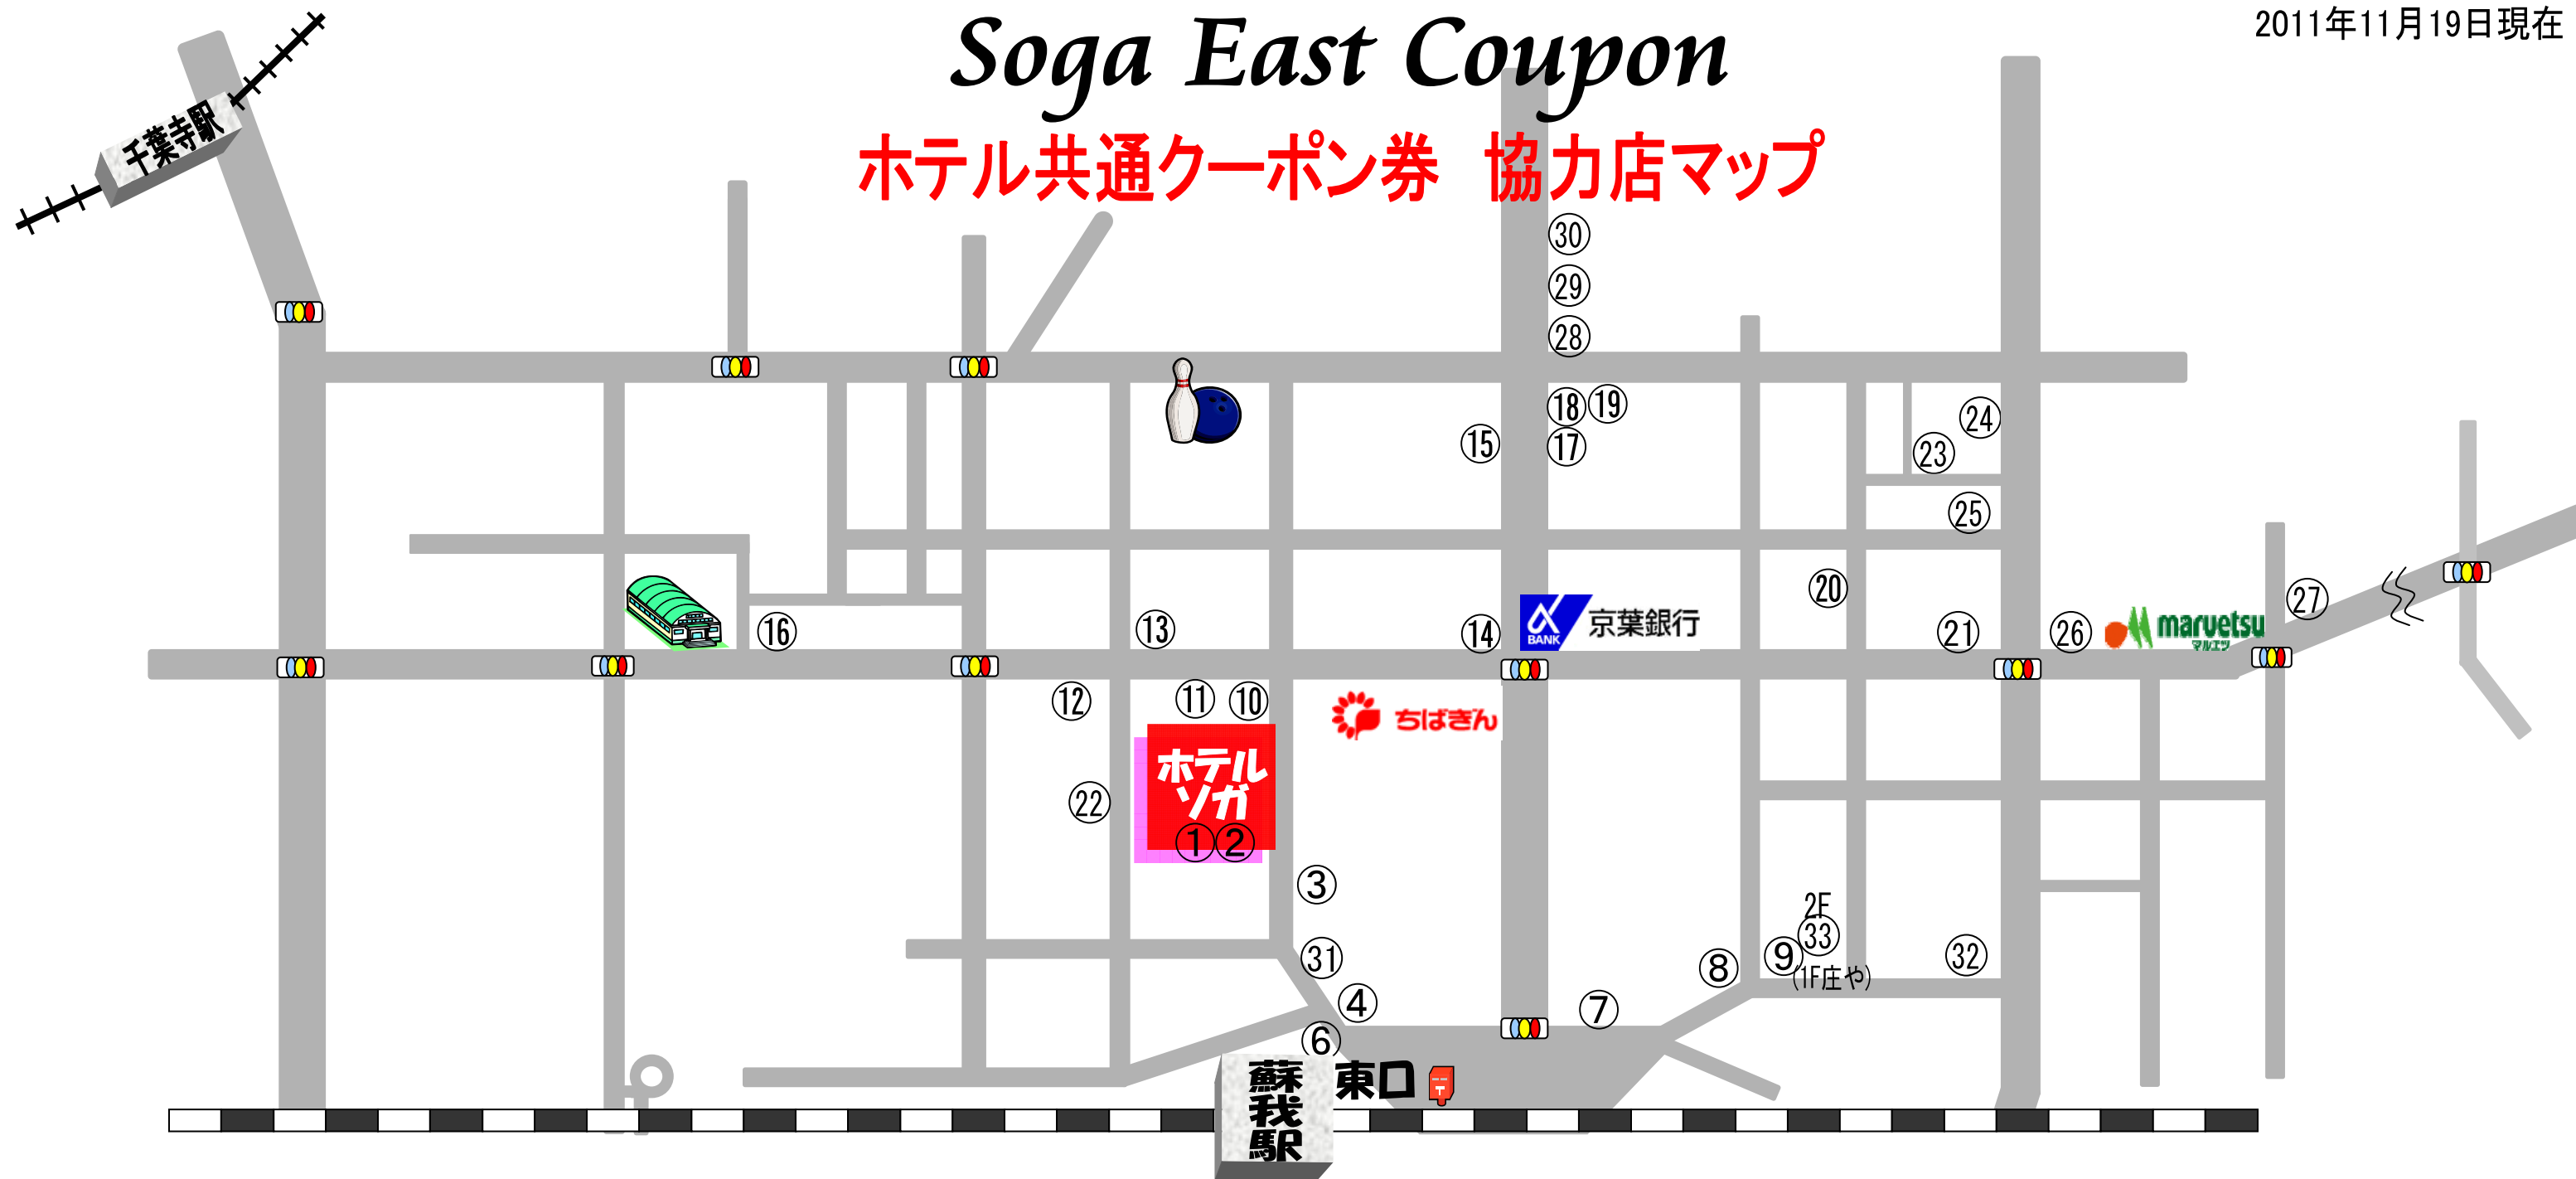 2011年11月19日現在
Soga East Coupon
ホテル共通クーポン券　協力店マップ
千葉寺駅
㉚
㉙
㉘
⑱ ⑲
⑮ ⑰
㉔
㉓
㉕
⑳
㉗
⑯
⑬
⑭
BANK 京葉銀行
㉑
㉖
maruetsu
マルエツ
⑫
⑪ ⑩
ちばぎん
ホテル
ソガ
㉒
① ②
③
2F
㉝
㉛
⑧
⑨
(1F庄や)
㉜
④
⑦
⑥
蘇我駅
東口